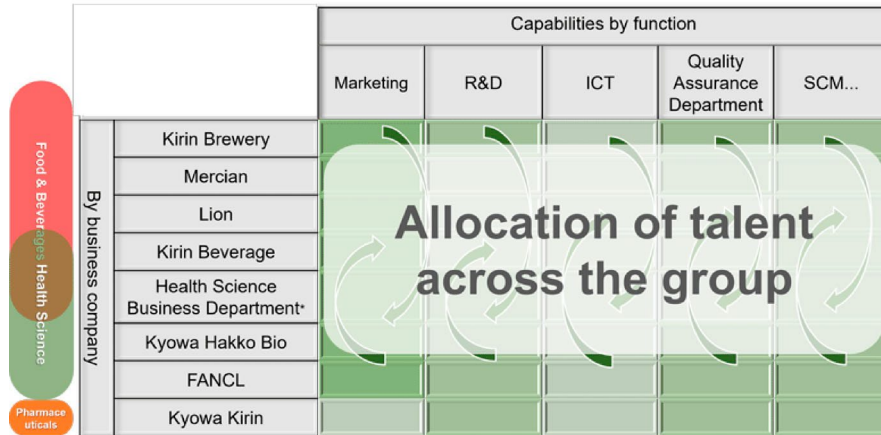 Capabilities by function
Marketing
R&D
ICT
Quality
Assurance
Department
SCM...
Food & Beverages
Health Science
Pharmace
uticals
By business company
Kirin Brewery
Mercian
Lion
Kirin Beverage
Health Science
Business Department*
Kyowa Hakko Bio
FANCL
Kyowa Kirin
Allocation of talent
across the group